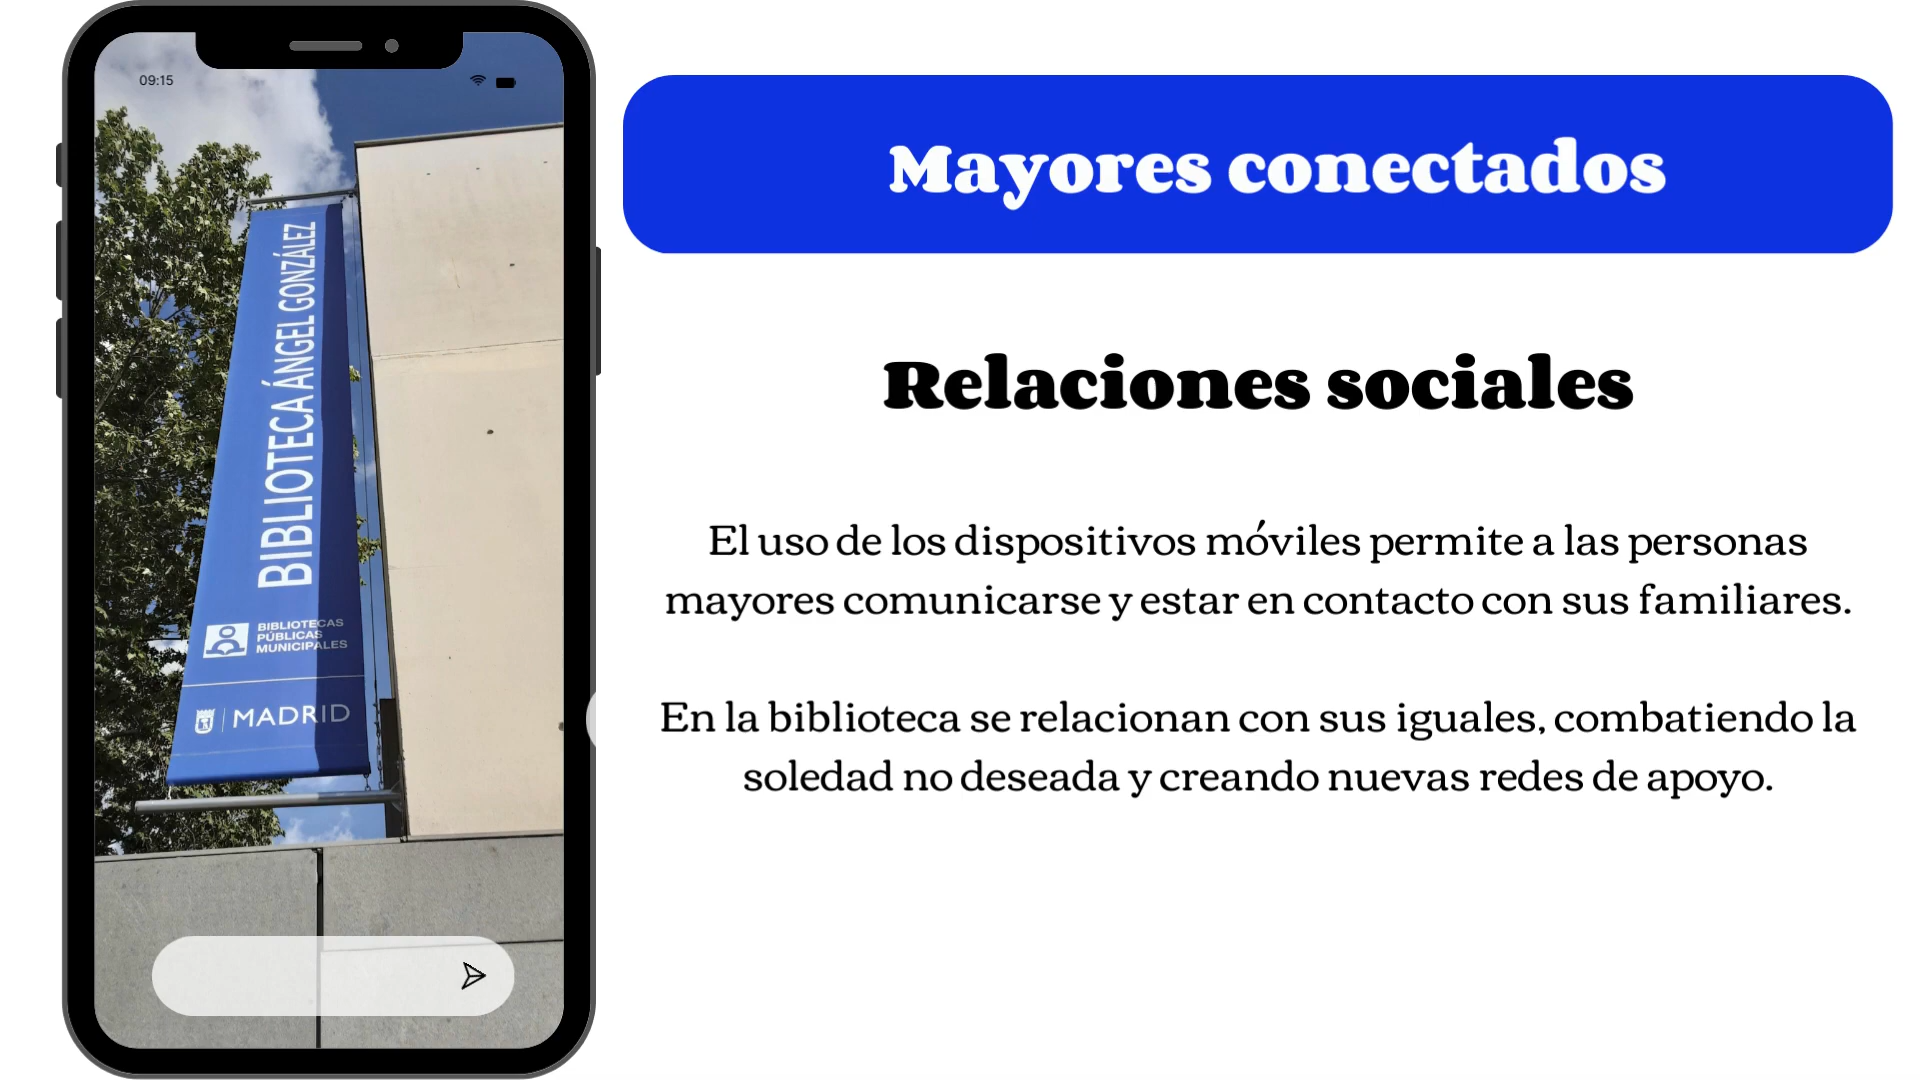 09:15
BIBLIOTECA ÁNGEL GONZÁLEZ
BIBLIOTECAS
PÚBLICAS
MUNICIPALES
MADRID
Mayores conectados
Relaciones sociales
El uso de los dispositivos móviles permite a las personas
mayores comunicarse y estar en contacto con sus familiares.
En la biblioteca se relacionan con sus iguales, combatiendo la
soledad no deseada y creando nuevas redes de apoyo.